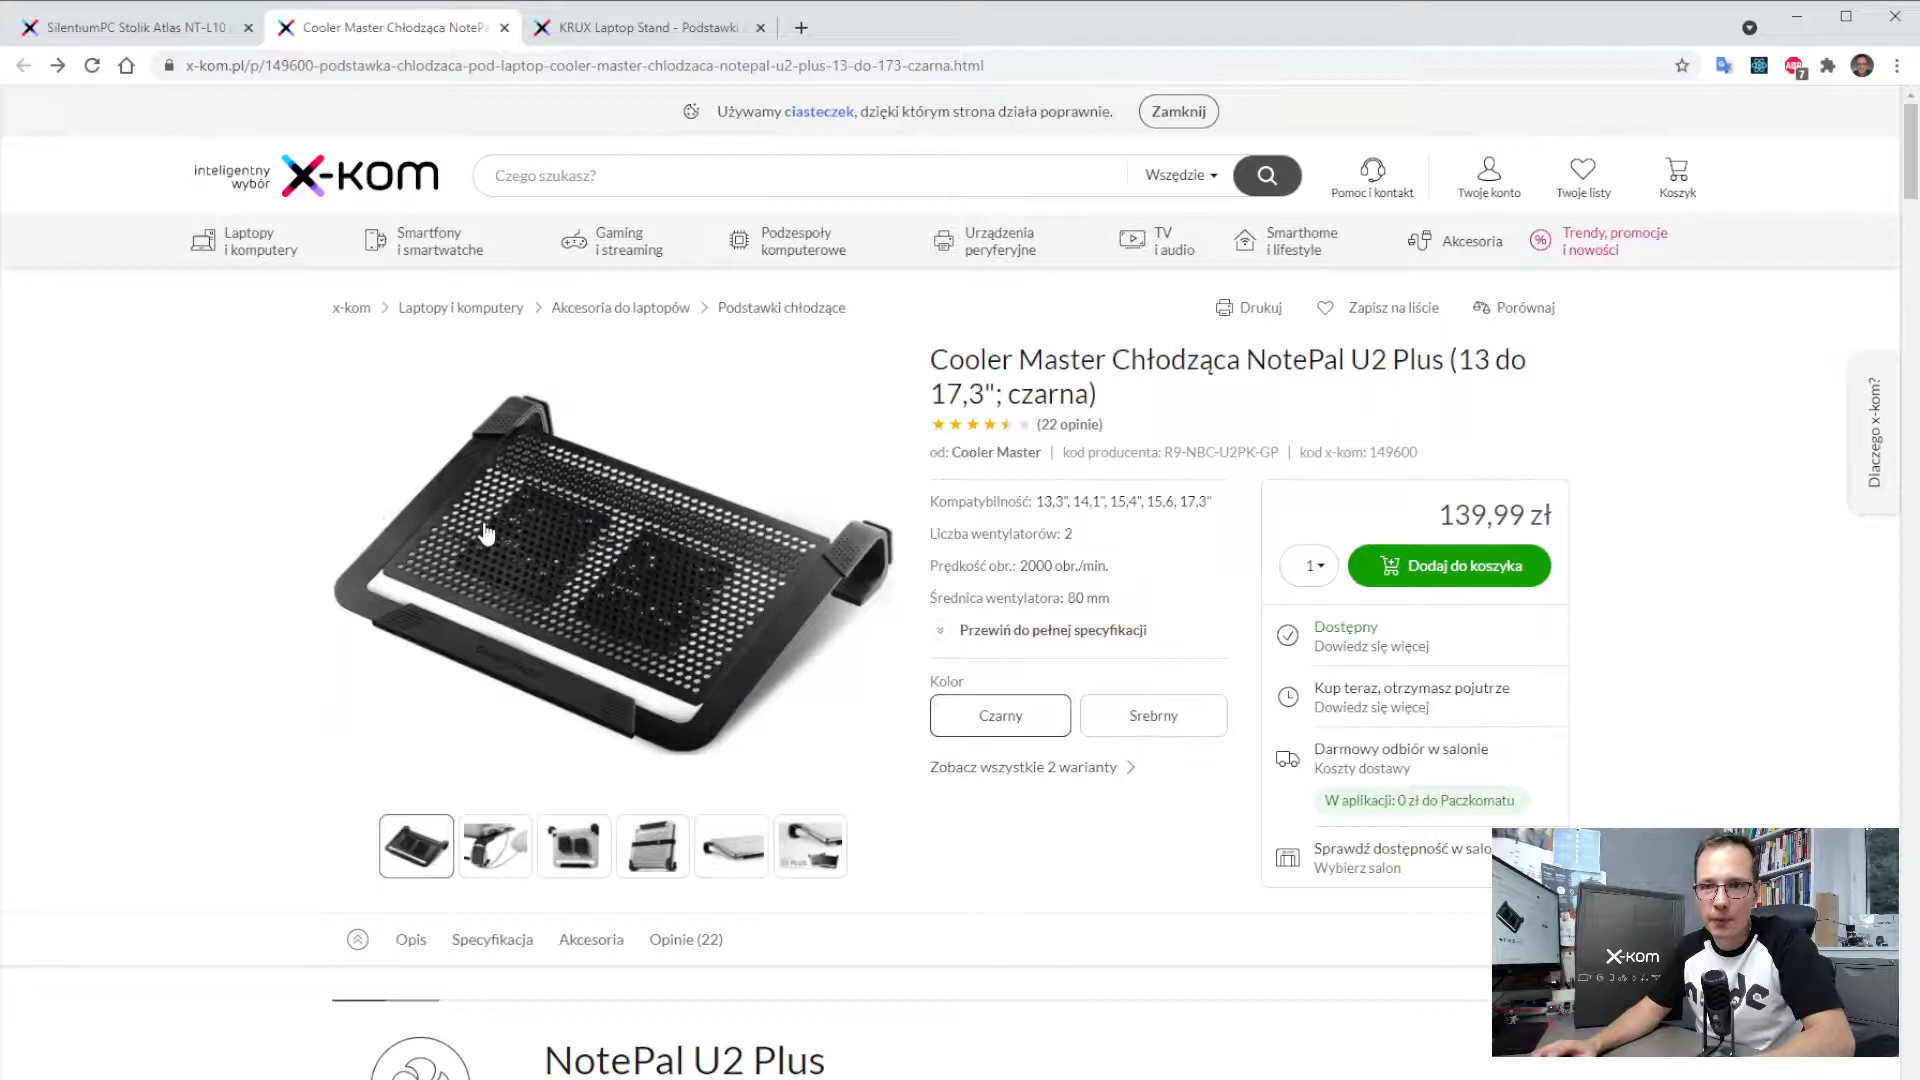 SilentiumPC Stolik Atlas NT-L10
Cooler Master Chłodząca NotePa
KRUX Laptop Stand - Podstawki
x-kom.pl/p/149600-podstawka-chlodzaca-pod-laptop-cooler-master-chlodzaca-notepal-u2-plus-13-do-173-czarna.html
ABP
7
Używamy ciasteczek, dzięki którym strona działa poprawnie.
Zamknij
inteligentny
wybór
x-kom
Czego szukasz?
Wszędzie
Pomoc i kontakt
Twoje konto
Twoje listy
Koszyk
Laptopy
i komputery
Smartfony
i smartwatche
Gaming
i streaming
Podzespoły
komputerowe
Urządzenia
peryferyjne
TV
i audio
Smarthome
i lifestyle
Akcesoria
%
Trendy, promocje
i nowości
x-kom > Laptopy i komputery > Akcesoria do laptopów > Podstawki chłodzące
Drukuj
Zapisz na liście
Porównaj
Cooler Master Chłodząca NotePal U2 Plus (13 do
17,3"; czarna)
(22 opinie)
od: Cooler Master | kod producenta: R9-NBC-U2PK-GP | kod x-kom: 149600
Kompatybilność: 13,3", 14,1", 15,4", 15,6, 17,3"
Liczba wentylatorów: 2
Prędkość obr.: 2000 obr./min.
Średnica wentylatora: 80 mm
Przewiń do pełnej specyfikacji
Kolor
Czarny
Srebrny
Zobacz wszystkie 2 warianty
139,99 zł
1
Dodaj do koszyka
Dostępny
Dowiedz się więcej
Kup teraz, otrzymasz pojutrze
Dowiedz się więcej
Darmowy odbiór w salonie
Koszty dostawy
W aplikacji: 0 zł do Paczkomatu
Sprawdź dostępność w salo
Wybierz salon
Dlaczego x-kom?
Opis
Specyfikacja
Akcesoria
Opinie (22)
NotePal U2 Plus
x-kom